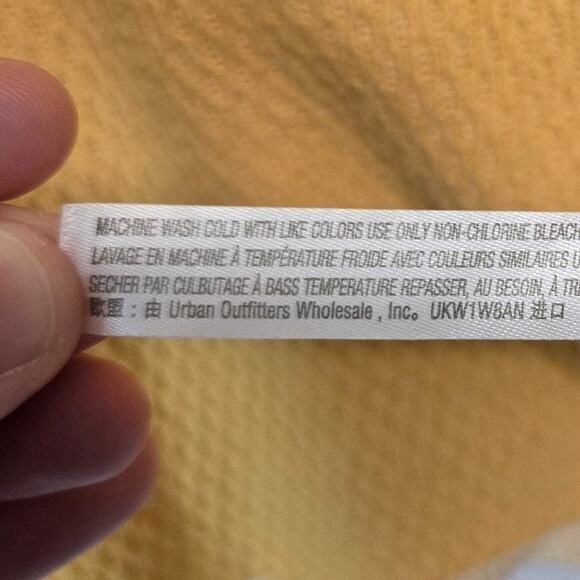 MACHINE WASH COLD WITH LIKE COLORS USE ONLY NON-CHLORINE BLEACH
LAVAGE EN MACHINE À TEMPÉRATURE FROIDE AVEC COULEURS SIMILAIRES
SECHER PAR CULBUTAGE À BASS TEMPERATURE REPASSER, AU BESOIN, À
欧盟:由 Urban Outfitters Wholesale , Inc。 UKW1W8AN 进口